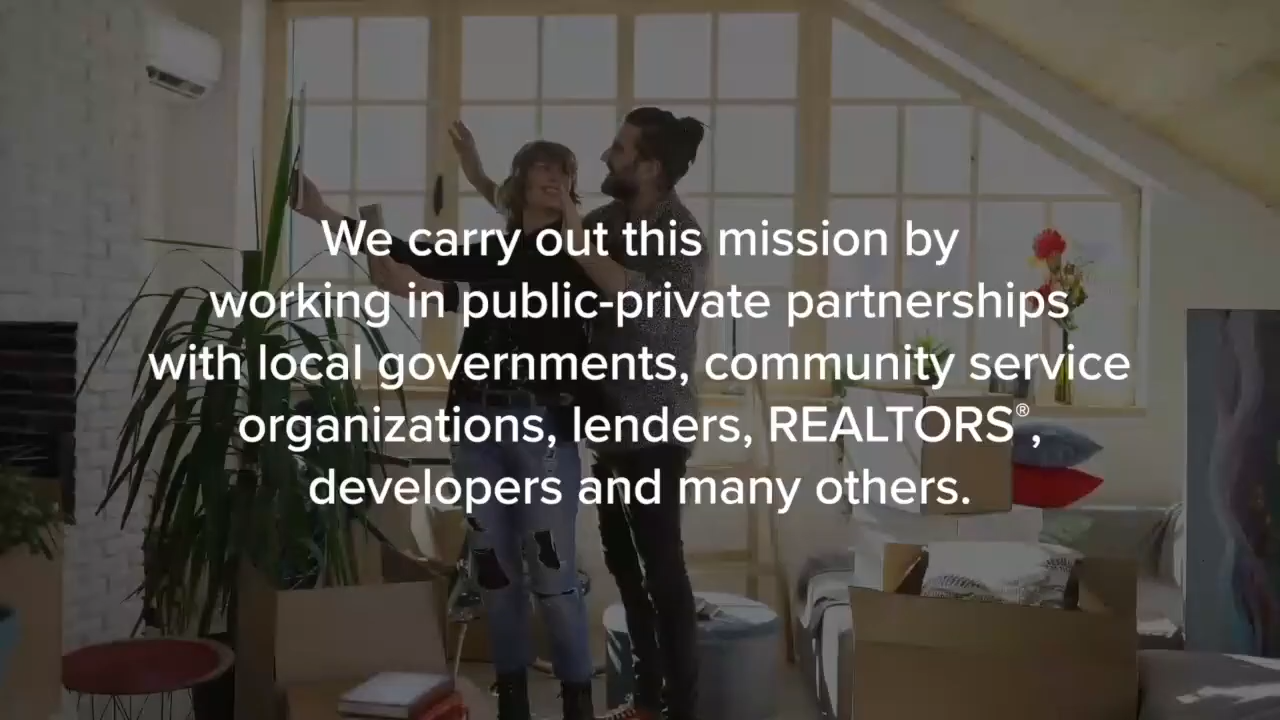 We carry out this mission by
working in public-private partnerships
with local governments, community service
organizations, lenders, REALTORS®,
developers and many others.